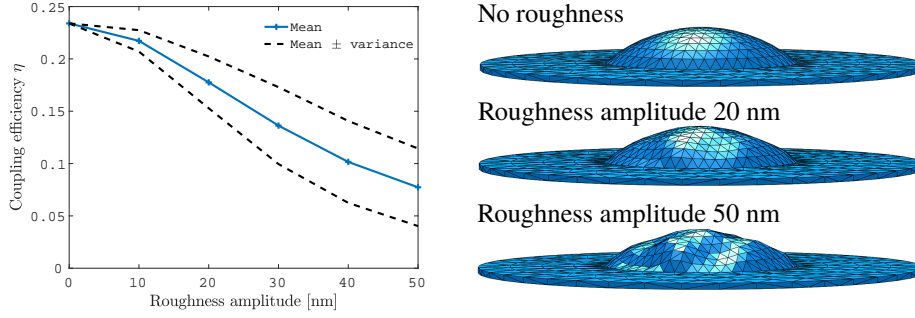 0.25
0.2
0.15
0.1
0.05
0
Coupling efficiency η
Mean
Mean ± variance
0 10 20 30 40 50
Roughness amplitude [nm]
No roughness
Roughness amplitude 20 nm
Roughness amplitude 50 nm